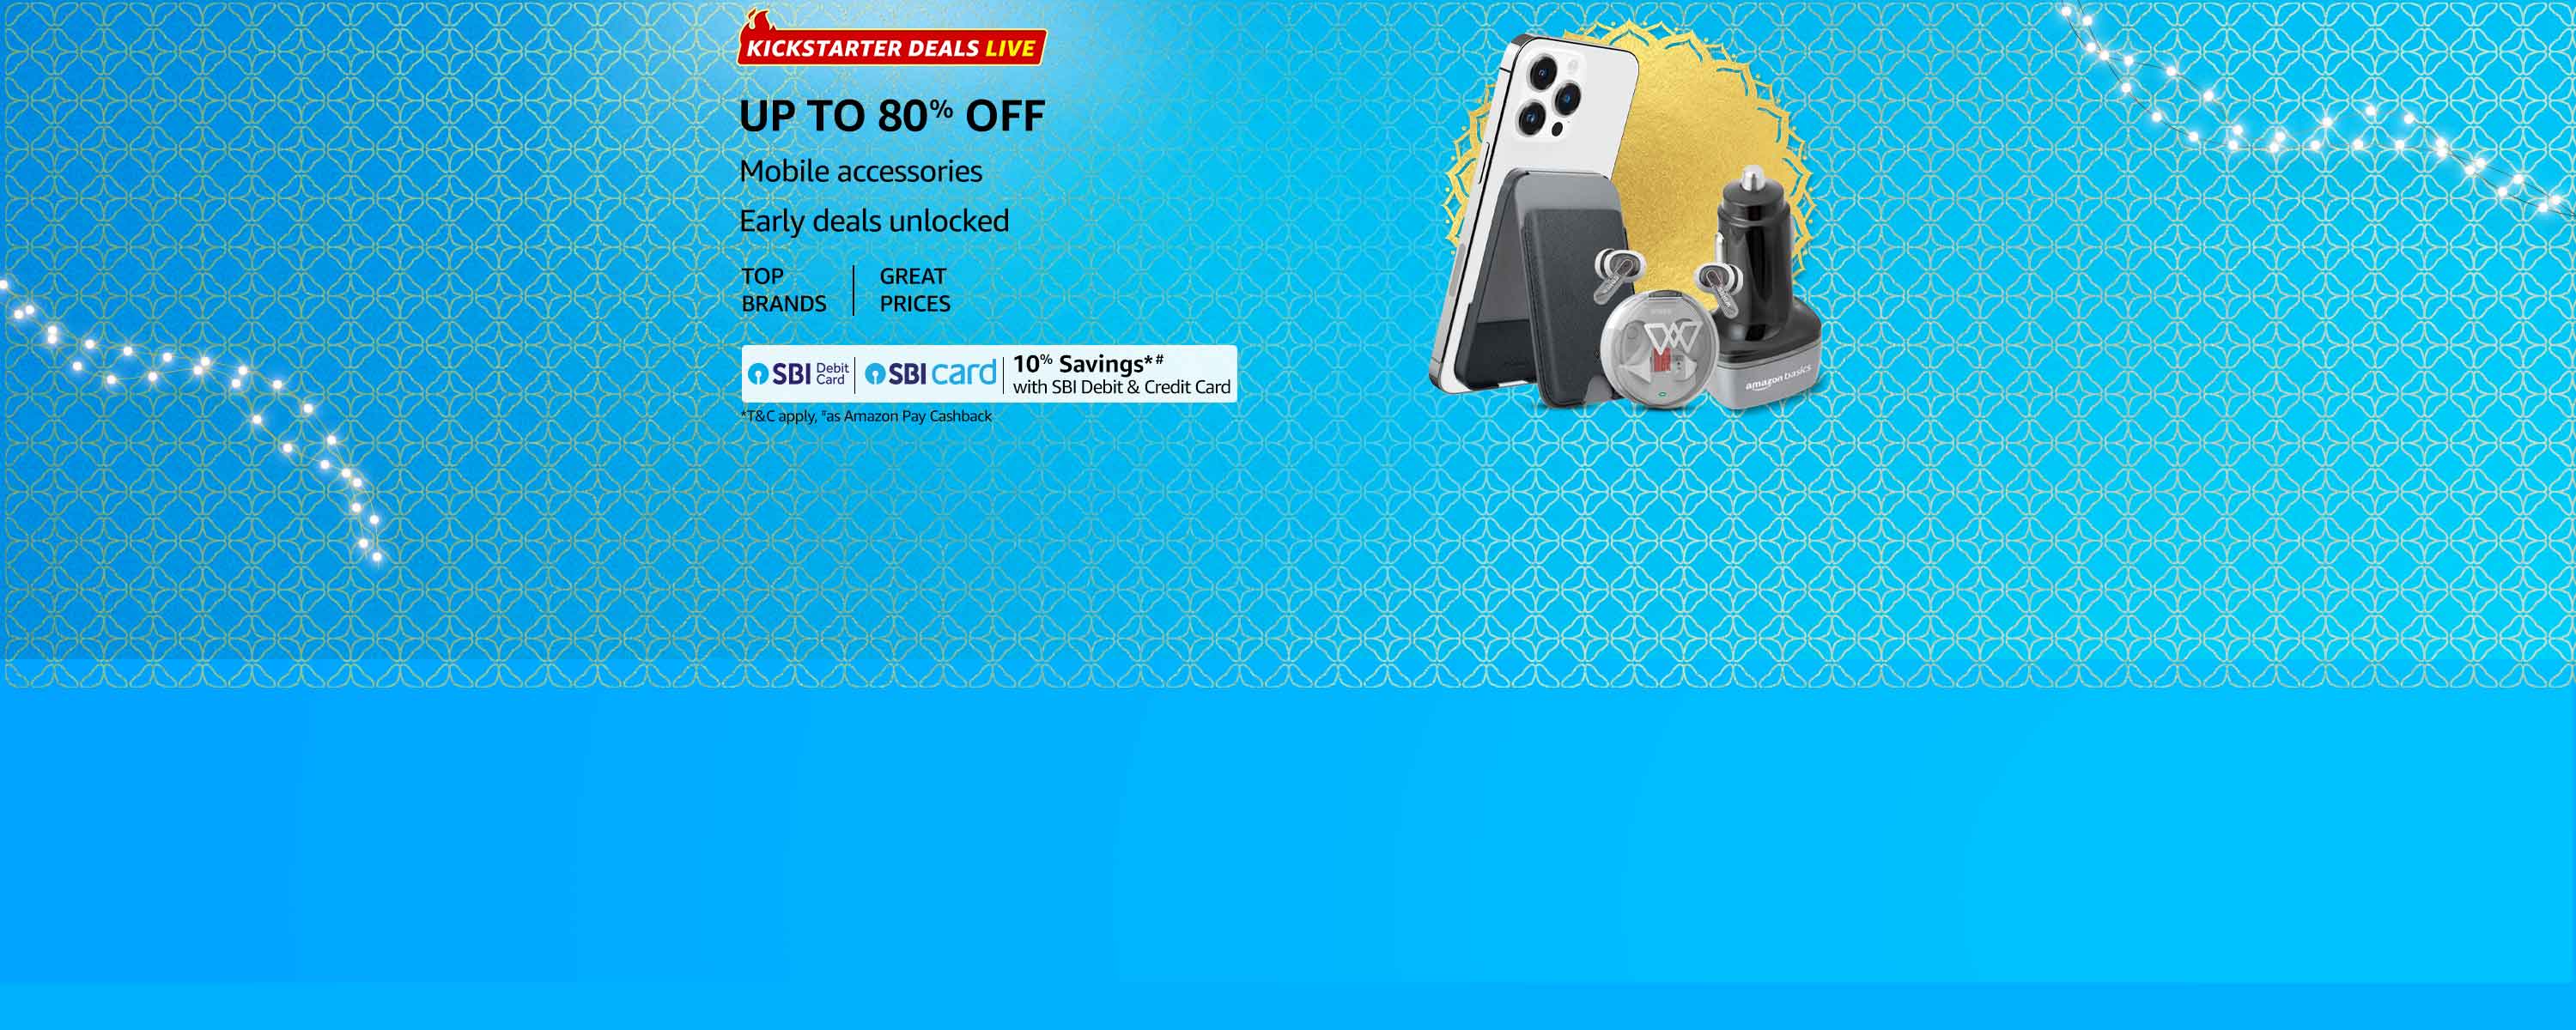 KICKSTARTER DEALS LIVE
UP TO 80% OFF
Mobile accessories
Early deals unlocked
TOP
BRANDS
GREAT
PRICES
SBI Debit Card
SBI card
10% Savings*#
with SBI Debit & Credit Card
*T&C apply, #as Amazon Pay Cashback
amazon basics